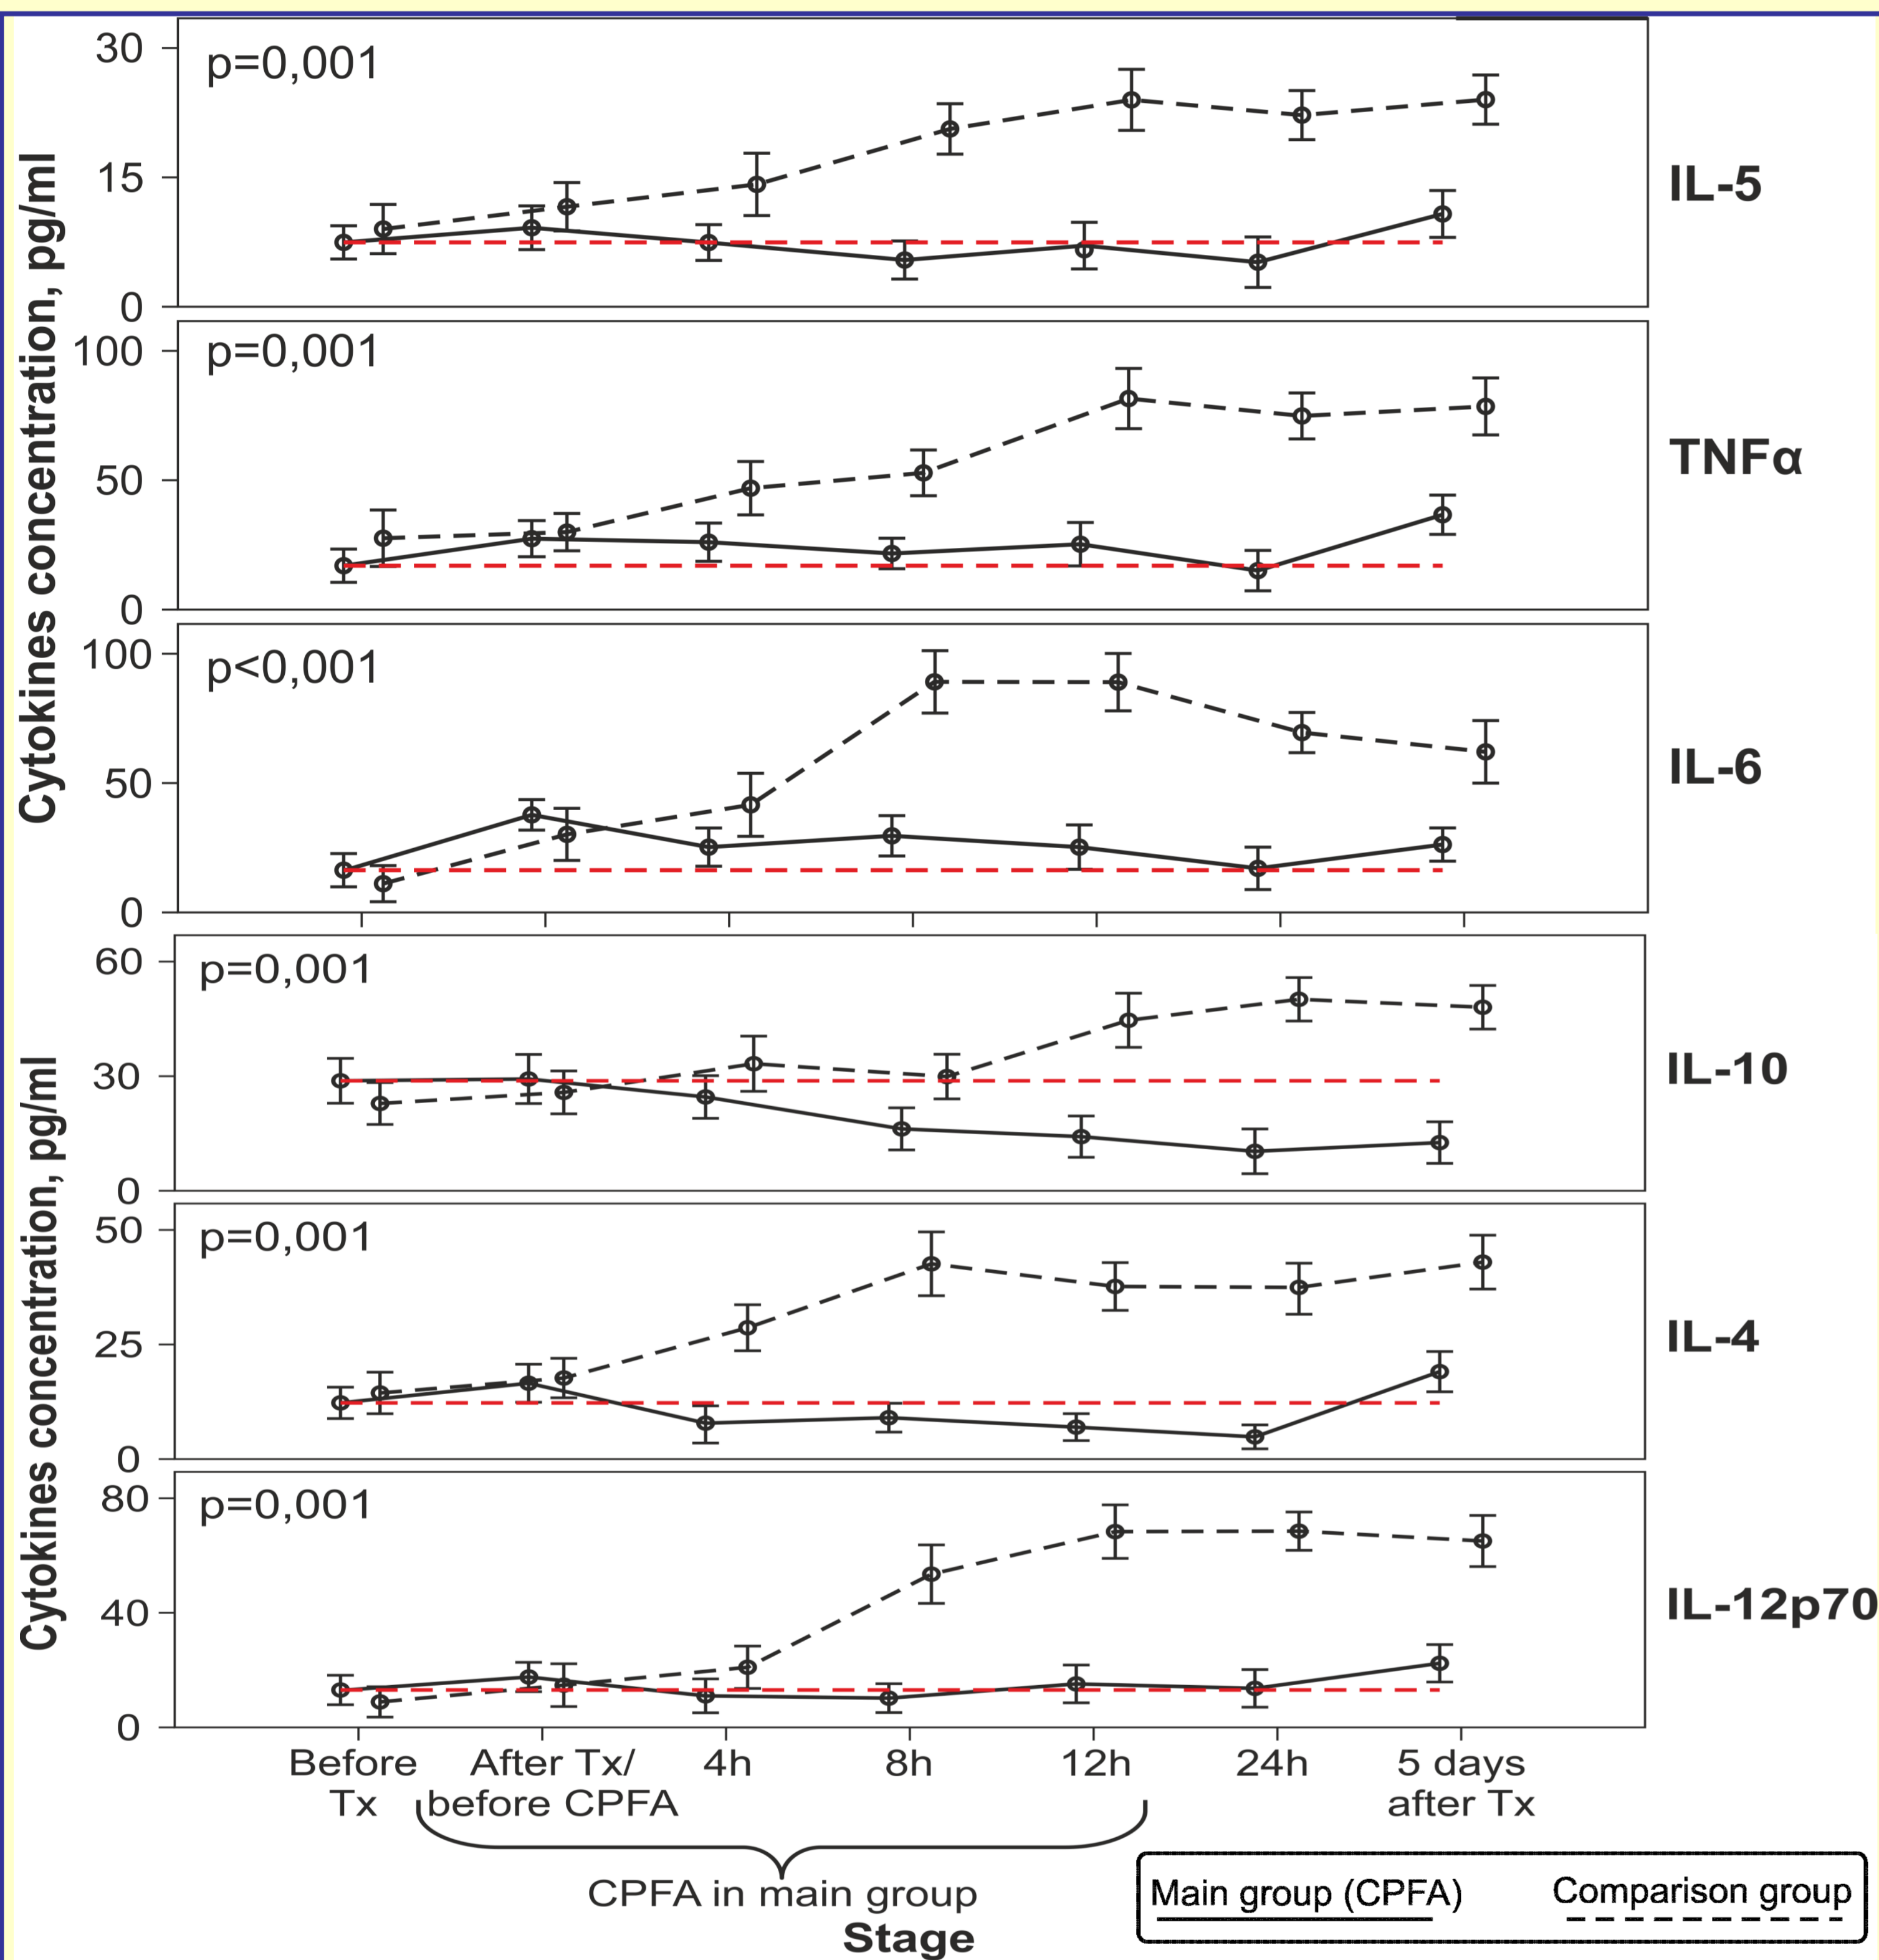 Cytokines concentration, pg/ml
30
15
0
p=0,001
IL-5
100
50
0
p=0,001
TNFα
100
50
0
p<0,001
IL-6
Cytokines concentration, pg/ml
60
30
0
p=0,001
IL-10
50
25
0
p=0,001
IL-4
80
40
0
p=0,001
IL-12p70
Before
Tx
After Tx/
before CPFA
4h
8h
12h
24h
5 days
after Tx
CPFA in main group
Stage
Main group (CPFA)
Comparison group